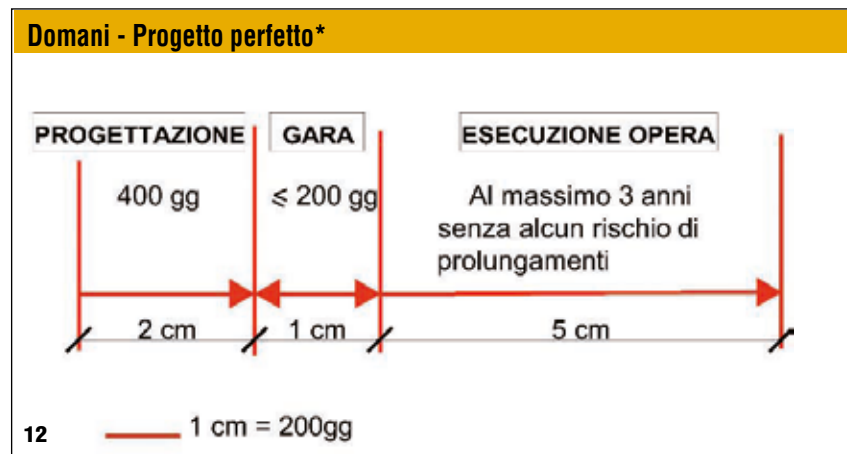 Domani - Progetto perfetto*
PROGETTAZIONE GARA ESECUZIONE OPERA
400 gg ⩽ 200 gg Al massimo 3 anni
senza alcun rischio di
prolungamenti
2 cm 1 cm 5 cm
12 1 cm = 200gg